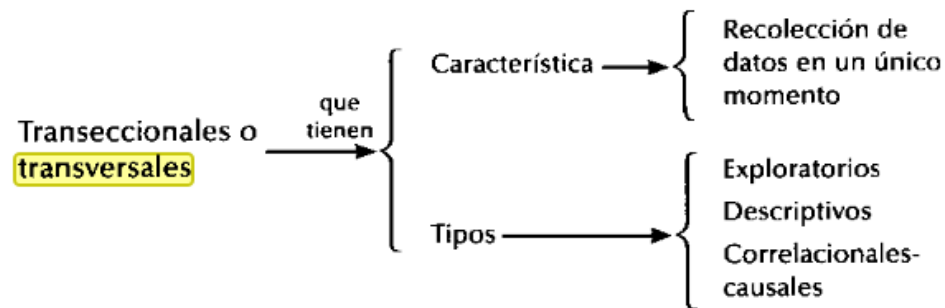 Transeccionales o
transversales
que
tienen
Característica
Recolección de
datos en un único
momento
Tipos
Exploratorios
Descriptivos
Correlacionales-
causales